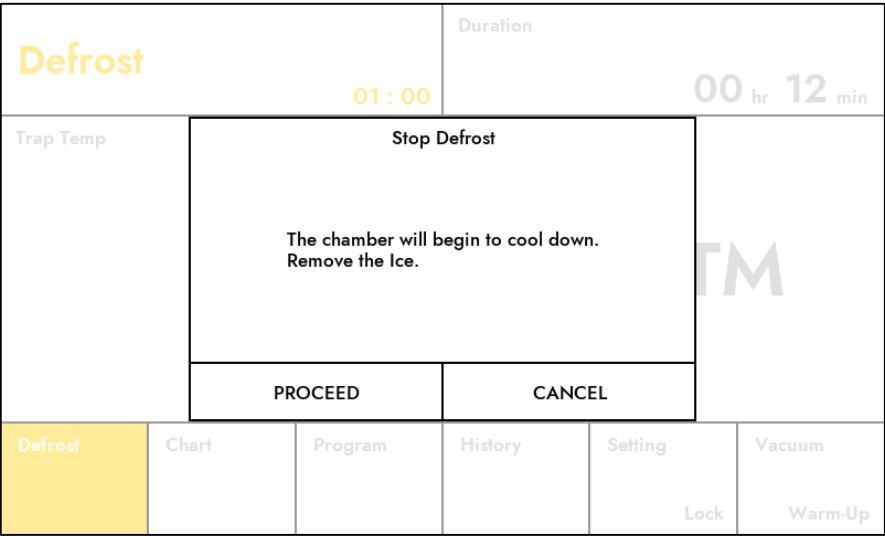 Defrost
01 : 00
Duration
00 hr 12 min
Trap Temp
TM
Stop Defrost
The chamber will begin to cool down.
Remove the Ice.
PROCEED
CANCEL
Defrost
Chart
Program
History
Setting
Lock
Vacuum
Warm-Up